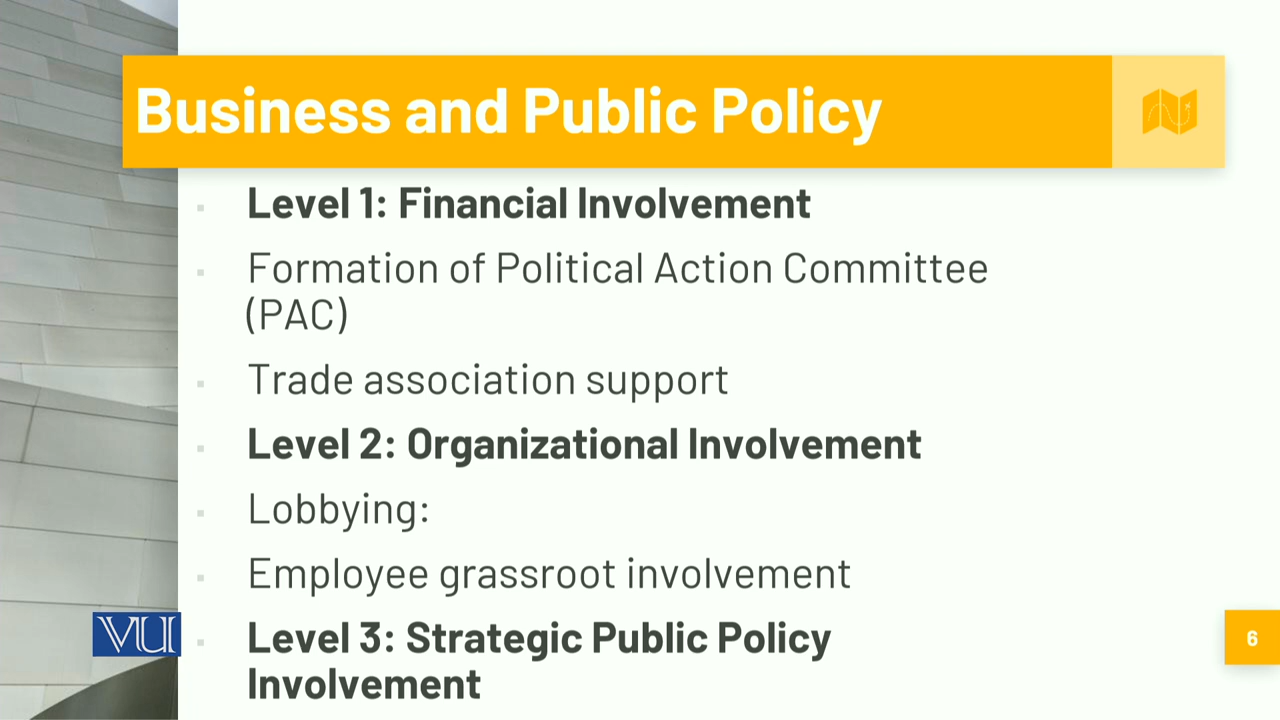 Business and Public Policy
Level 1: Financial Involvement
Formation of Political Action Committee
(PAC)
Trade association support
Level 2: Organizational Involvement
Lobbying:
Employee grassroot involvement
Level 3: Strategic Public Policy
Involvement
VU
6